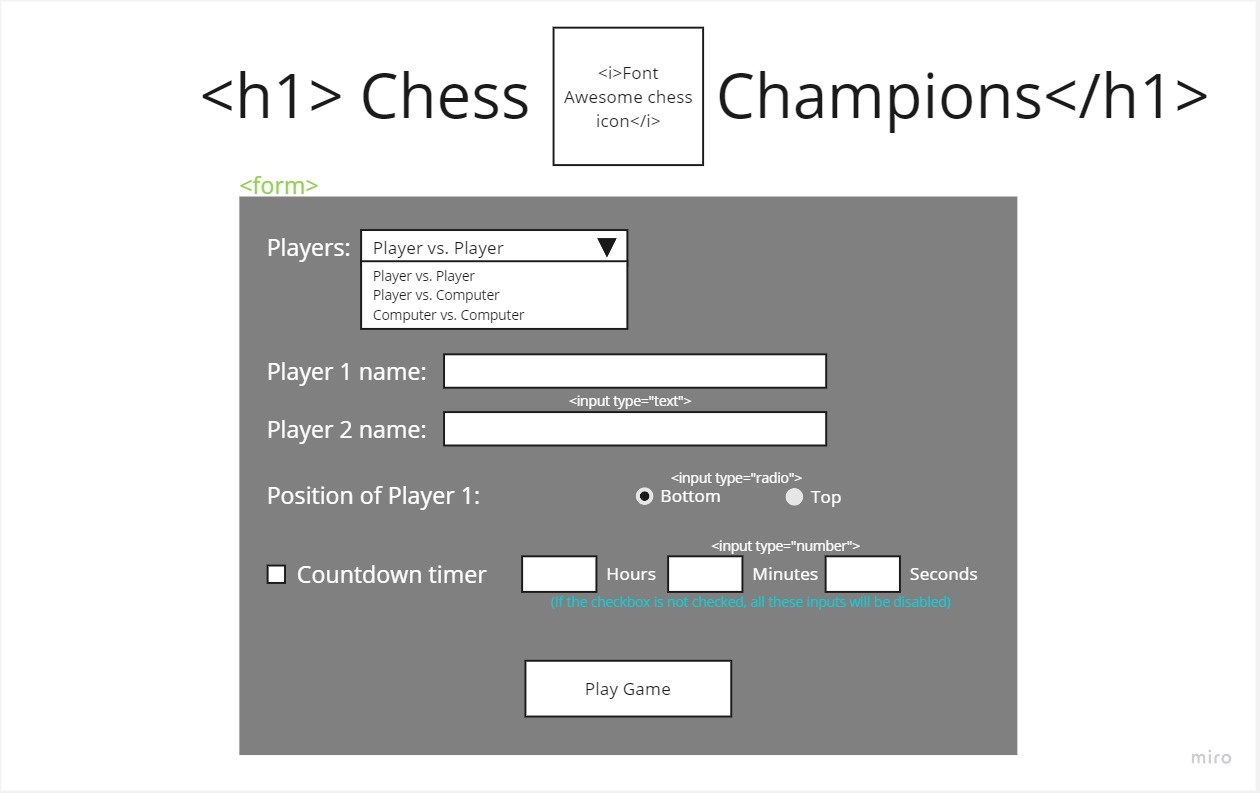 <h1> Chess
<i>Font
Awesome chess
icon</i>
Champions</h1>
<form>
Players:
Player vs. Player
Player vs. Player
Player vs. Computer
Computer vs. Computer
Player 1 name:
<input type="text">
Player 2 name:
<input type="radio">
Position of Player 1:
Bottom
Top
<input type="number">
Countdown timer
Hours
Minutes
Seconds
(If the checkbox is not checked, all these inputs will be disabled)
Play Game
miro